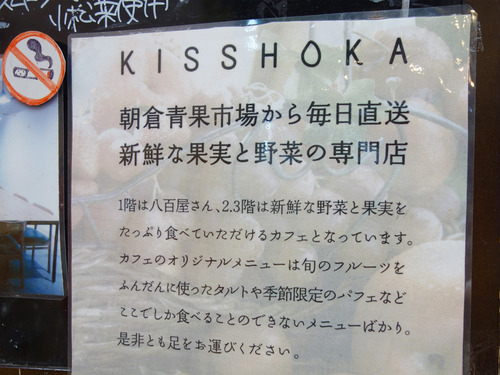 小松菜使用
KISSHOKA
朝倉青果市場から毎日直送
新鮮な果実と野菜の専門店
1階は八百屋さん、2.3階は新鮮な野菜と果実を
たっぷり食べていただけるカフェとなっています。
カフェのオリジナルメニューは旬のフルーツを
ふんだんに使ったタルトや季節限定のパフェなど
ここでしか食べることのできないメニューばかり。
是非とも足をお運びください。